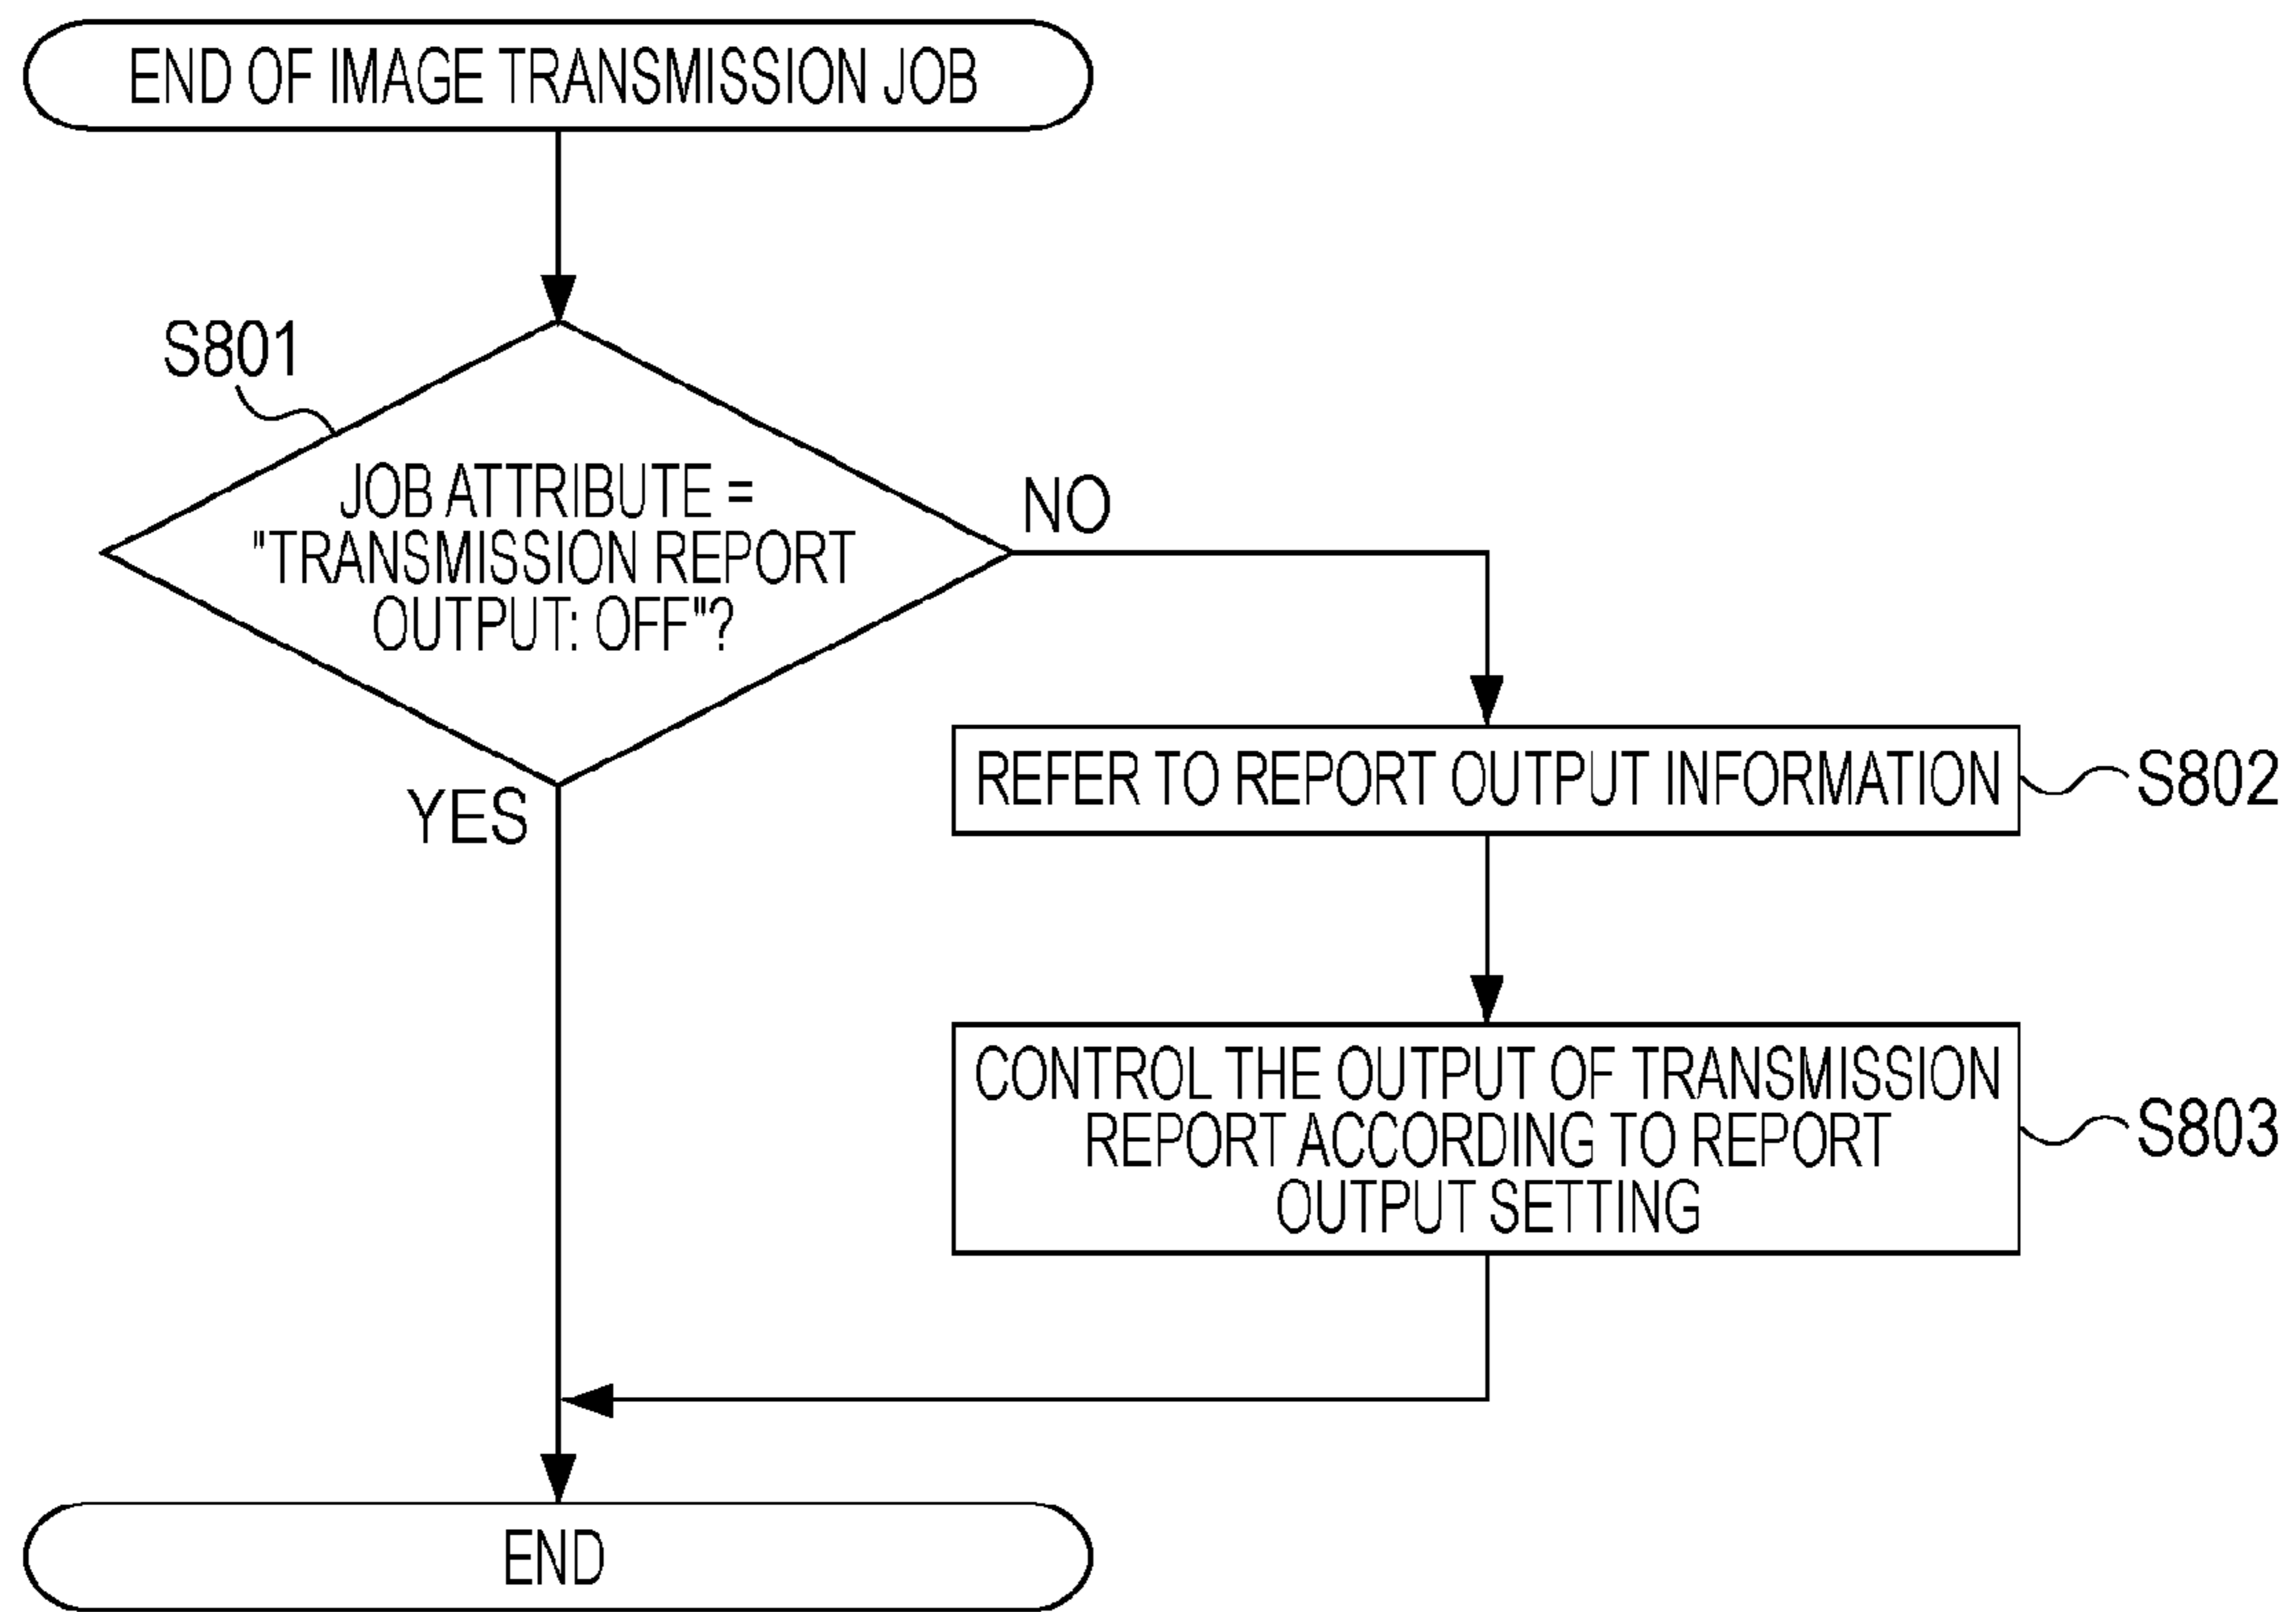 END OF IMAGE TRANSMISSION JOB
S801
JOB ATTRIBUTE =
"TRANSMISSION REPORT
OUTPUT: OFF"?
NO
YES
REFER TO REPORT OUTPUT INFORMATION
S802
CONTROL THE OUTPUT OF TRANSMISSION
REPORT ACCORDING TO REPORT
OUTPUT SETTING
S803
END